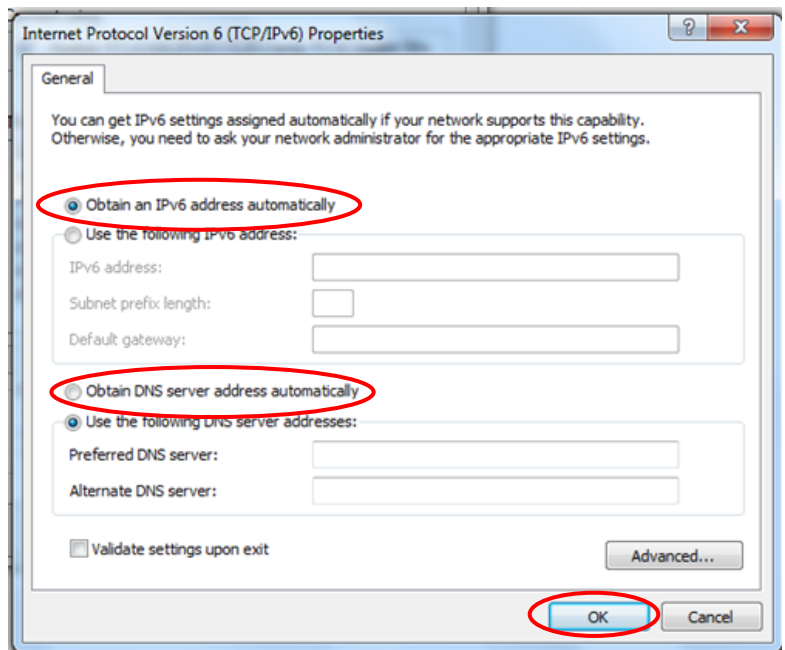 Internet Protocol Version 6 (TCP/IPv6) Properties
General
You can get IPv6 settings assigned automatically if your network supports this capability.
Otherwise, you need to ask your network administrator for the appropriate IPv6 settings.
Obtain an IPv6 address automatically
Use the following IPv6 address:
IPv6 address:
Subnet prefix length:
Default gateway:
Obtain DNS server address automatically
Use the following DNS server addresses:
Preferred DNS server:
Alternate DNS server:
Validate settings upon exit
Advanced...
OK
Cancel